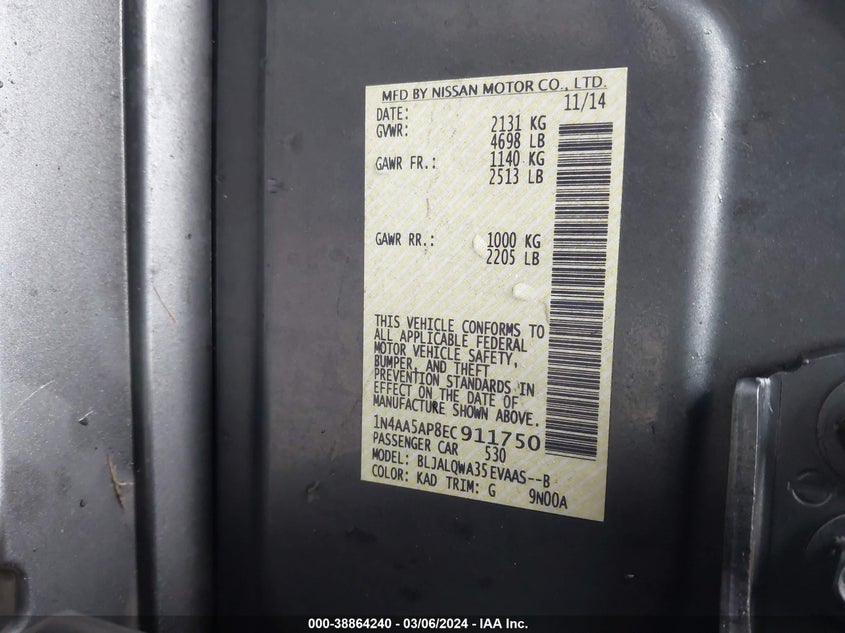 MFD BY NISSAN MOTOR CO., LTD.
DATE: 11/14
GVWR: 2131 KG
4698 LB
GAWR FR.: 1140 KG
2513 LB
GAWR RR.: 1000 KG
2205 LB
THIS VEHICLE CONFORMS TO
ALL APPLICABLE FEDERAL
MOTOR VEHICLE SAFETY,
BUMPER, AND THEFT
PREVENTION STANDARDS IN
EFFECT ON THE DATE OF
MANUFACTURE SHOWN ABOVE.
1N4AA5AP8EC911750
PASSENGER CAR 530
MODEL: BLJALQWA35EVAAS--B
COLOR: KAD TRIM: G 9N00A
000-38864240 - 03/06/2024 - IAA Inc.